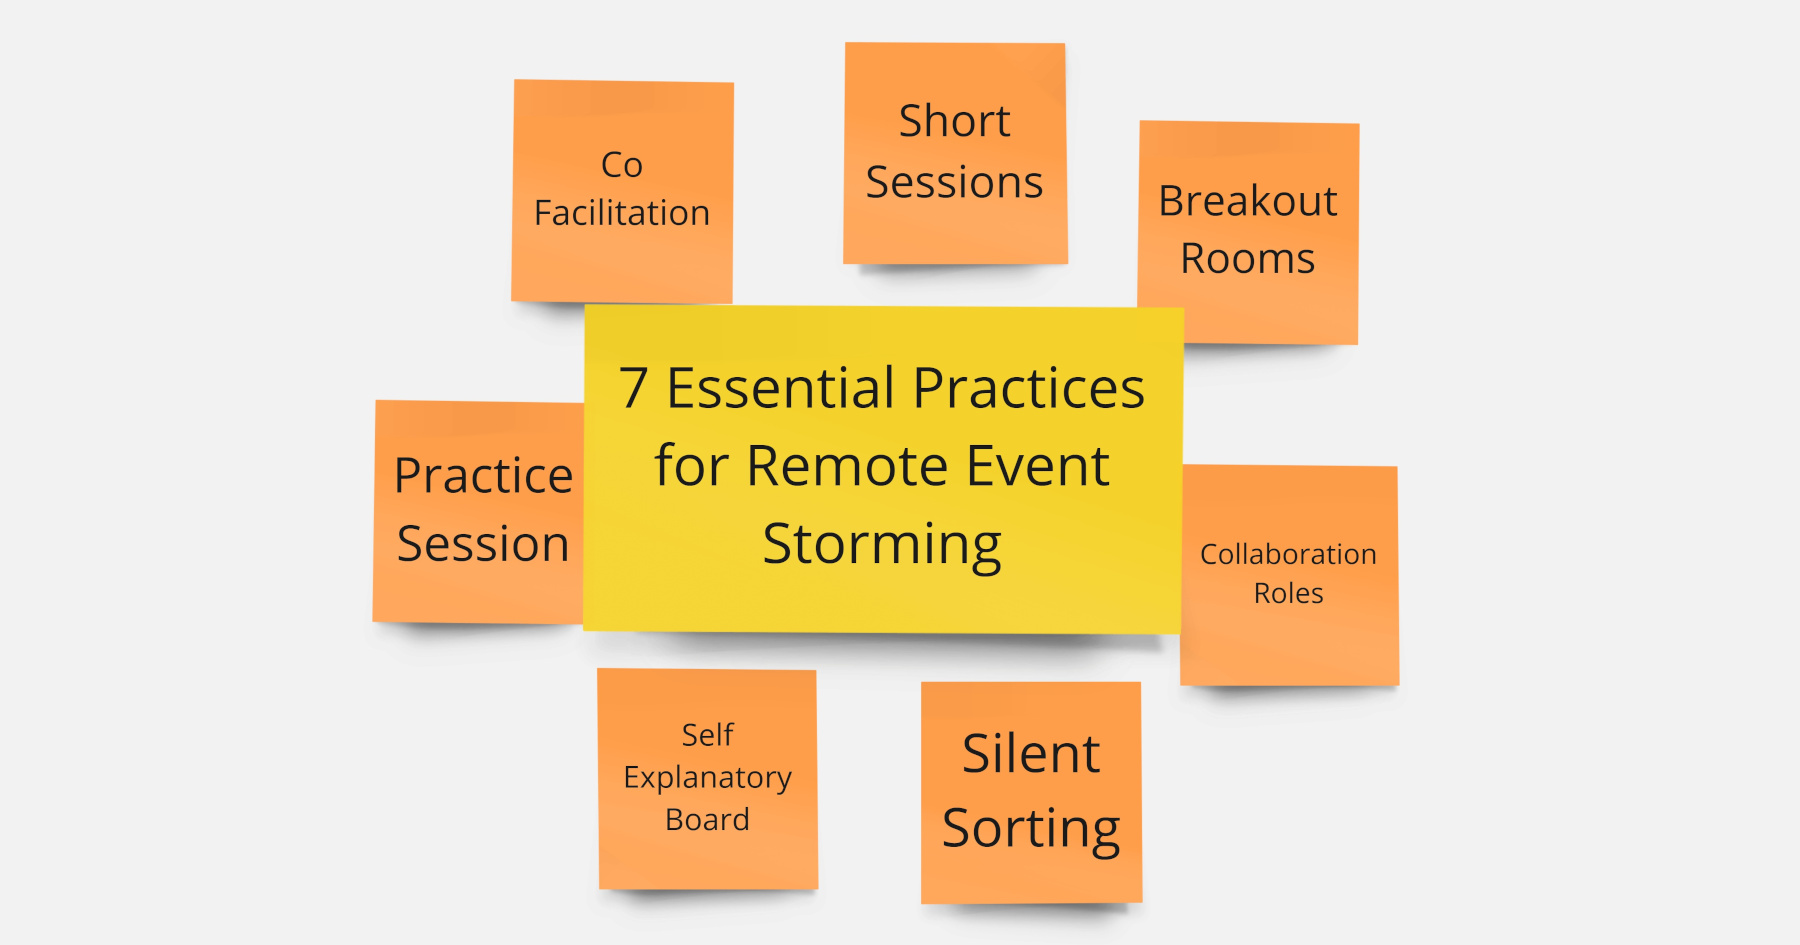 Co
Facilitation
Short
Sessions
Breakout
Rooms
7 Essential Practices
for Remote Event
Storming
Practice
Session
Collaboration
Roles
Self
Explanatory
Board
Silent
Sorting